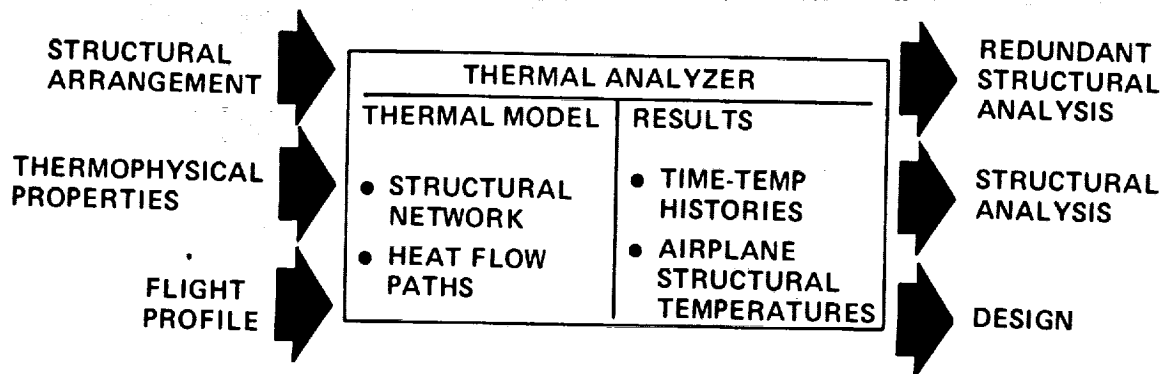 STRUCTURAL
ARRANGEMENT
THERMOPHYSICAL
PROPERTIES
FLIGHT
PROFILE
THERMAL ANALYZER
THERMAL MODEL
● STRUCTURAL
NETWORK
● HEAT FLOW
PATHS
RESULTS
● TIME-TEMP
HISTORIES
● AIRPLANE
STRUCTURAL
TEMPERATURES
REDUNDANT
STRUCTURAL
ANALYSIS
STRUCTURAL
ANALYSIS
DESIGN